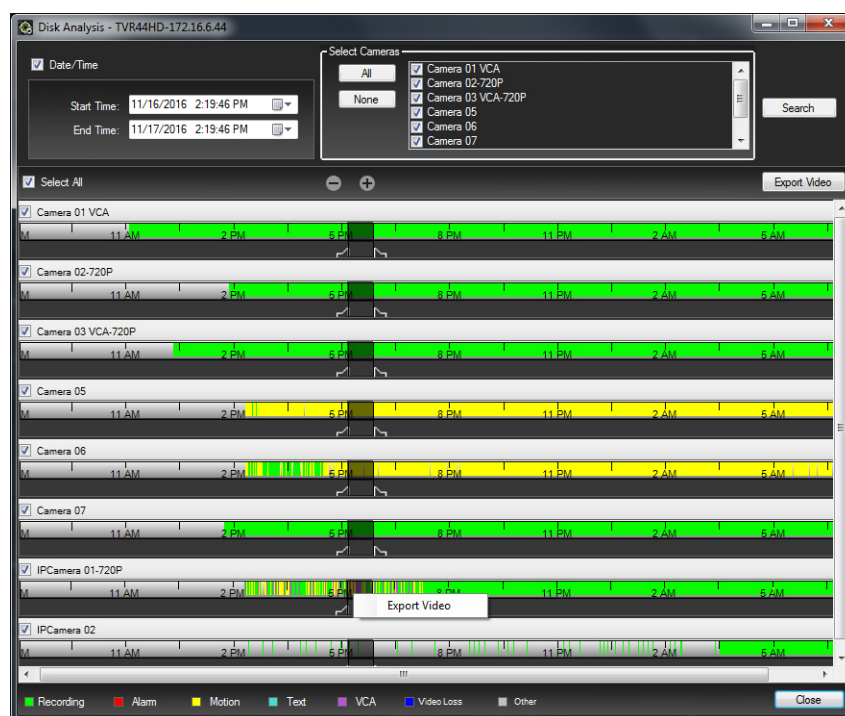 Disk Analysis - TVR44HD-172.16.6.44
Date/Time
Start Time: 11/16/2016 2:19:46 PM
End Time: 11/17/2016 2:19:46 PM
Select Cameras
All
None
Camera 01 VCA
Camera 02-720P
Camera 03 VCA-720P
Camera 05
Camera 06
Camera 07
Search
Select All
Export Video
Camera 01 VCA
M 11 AM 2 PM 5 PM 8 PM 11 PM 2 AM 5 AM
Camera 02-720P
M 11 AM 2 PM 5 PM 8 PM 11 PM 2 AM 5 AM
Camera 03 VCA-720P
M 11 AM 2 PM 5 PM 8 PM 11 PM 2 AM 5 AM
Camera 05
M 11 AM 2 PM 5 PM 8 PM 11 PM 2 AM 5 AM
Camera 06
M 11 AM 2 PM 5 PM 8 PM 11 PM 2 AM 5 AM
Camera 07
M 11 AM 2 PM 5 PM 8 PM 11 PM 2 AM 5 AM
IPCamera 01-720P
M 11 AM 2 PM 5 PM 8 PM 11 PM 2 AM 5 AM
Export Video
IPCamera 02
M 11 AM 2 PM 5 PM 8 PM 11 PM 2 AM 5 AM
Recording Alarm Motion Text VCA Video Loss Other
Close